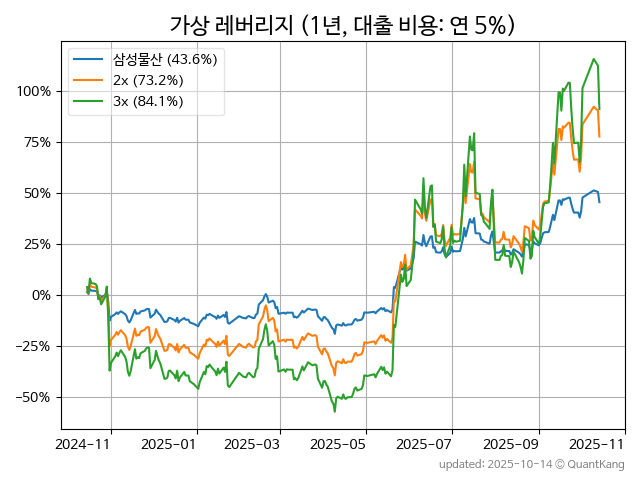 가상 레버리지 (1년, 대출 비용: 연 5%)
삼성물산 (43.6%)
2x (73.2%)
3x (84.1%)
100%
75%
50%
25%
0%
−25%
−50%
2024-11 2025-01 2025-03 2025-05 2025-07 2025-09 2025-11
updated: 2025-10-14 © QuantKang